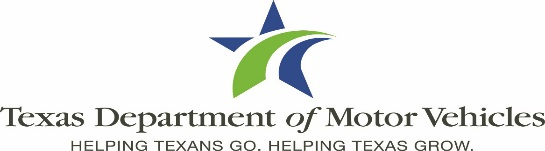 Texas Department of Motor Vehicles
HELPING TEXANS GO. HELPING TEXAS GROW.